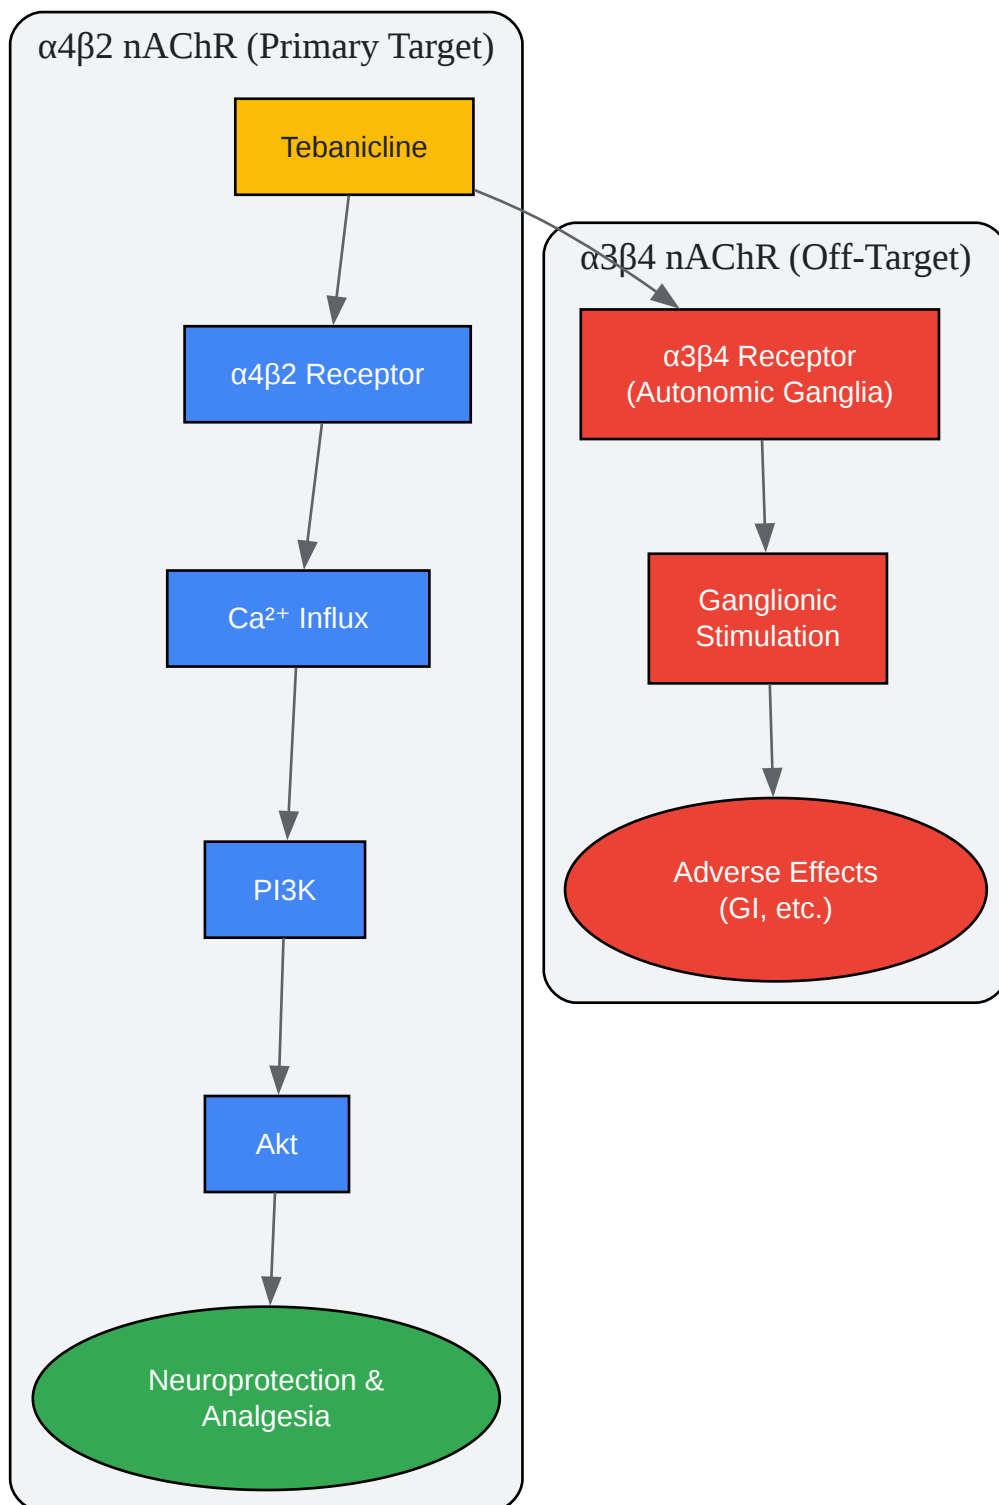 α4β2 nAChR (Primary Target)
Tebanicline
α4β2 Receptor
Ca²⁺ Influx
PI3K
Akt
Neuroprotection &
Analgesia
α3β4 nAChR (Off-Target)
α3β4 Receptor
(Autonomic Ganglia)
Ganglionic
Stimulation
Adverse Effects
(GI, etc.)